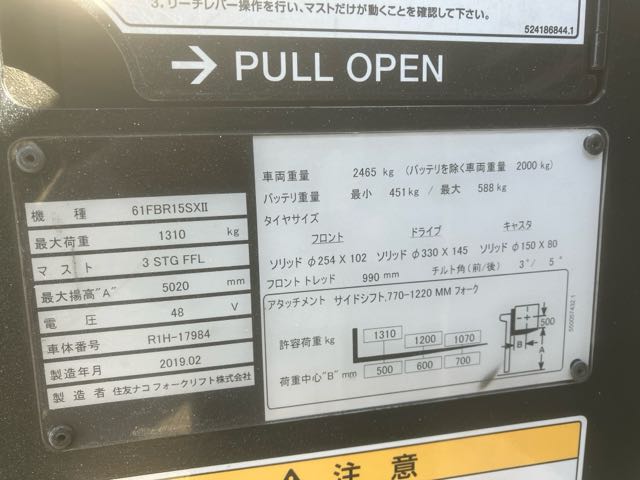 3. リーチレバー操作を行い、マストだけが動くことを確認して下さい。
524186844.1
→ PULL OPEN
機 種 61FBR15SXII
最大荷重 1310 kg
マ ス ト 3 STG FFL
最大揚高"A" 5020 mm
電 圧 48 V
車体番号 R1H-17984
製造年月 2019.02
製 造 者 住友ナコフォークリフト株式会社
車両重量 2465 kg (バッテリを除く車両重量 2000 kg)
バッテリ重量 最小 451 kg / 最大 588 kg
タイヤサイズ
フロント ドライブ キャスタ
ソリッド φ254 X 102 ソリッド φ330 X 145 ソリッド φ150 X 80
フロントトレッド 990 mm チルト角(前/後) 3°/ 5°
アタッチメント サイドシフト,770-1220 MM フォーク
許容荷重 kg 1310 1200 1070
荷重中心"B" mm 500 600 700
500
B
A
550057432.1
注 意